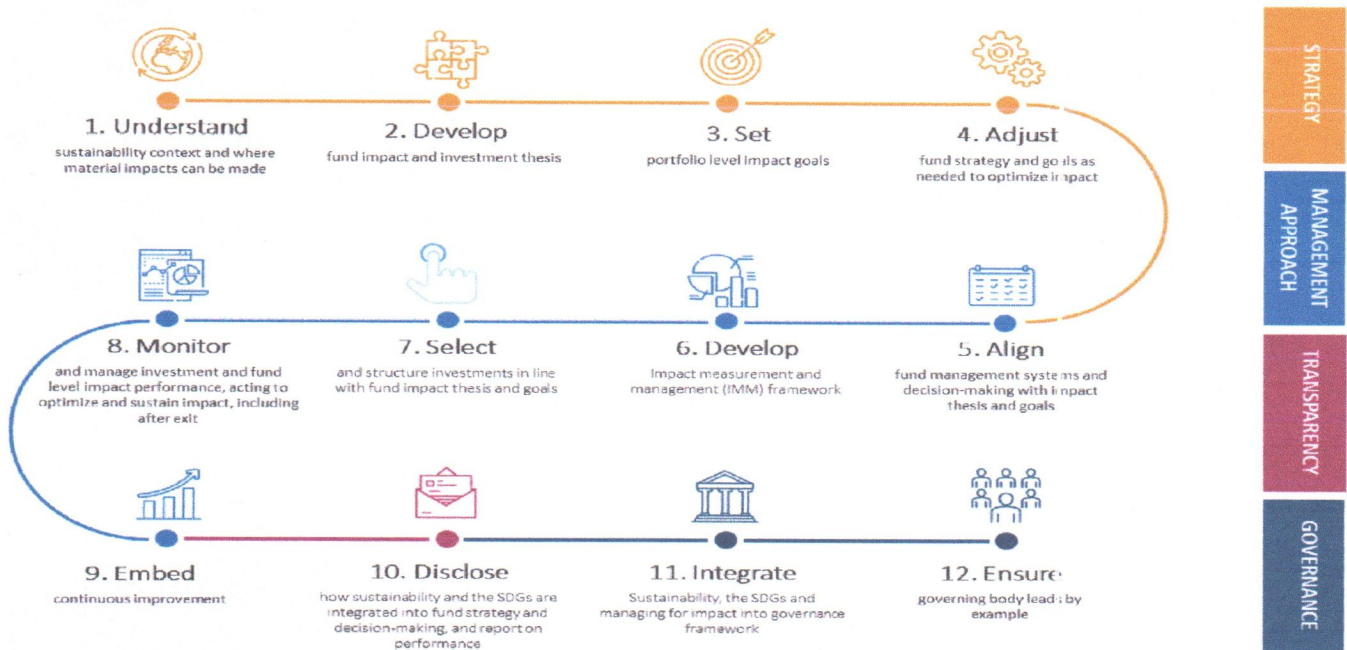 1. Understand
sustainability context and where
material impacts can be made
2. Develop
fund impact and investment thesis
3. Set
portfolio level impact goals
4. Adjust
fund strategy and goals as
needed to optimize impact
STRATEGY
8. Monitor
and manage investment and fund
level impact performance, acting to
optimize and sustain impact, including
after exit
7. Select
and structure investments in line
with fund impact thesis and goals
6. Develop
Impact measurement and
management (IMM) framework
5. Align
fund management systems and
decision-making with impact
thesis and goals
MANAGEMENT
APPROACH
9. Embed
continuous improvement
10. Disclose
how sustainability and the SDGs are
integrated into fund strategy and
decision-making, and report on
performance
11. Integrate
Sustainability, the SDGs and
managing for impact into governance
framework
12. Ensure
governing body leads by
example
TRANSPARENCY
GOVERNANCE